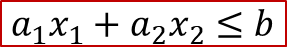 a₁x₁ + a₂x₂ ≤ b